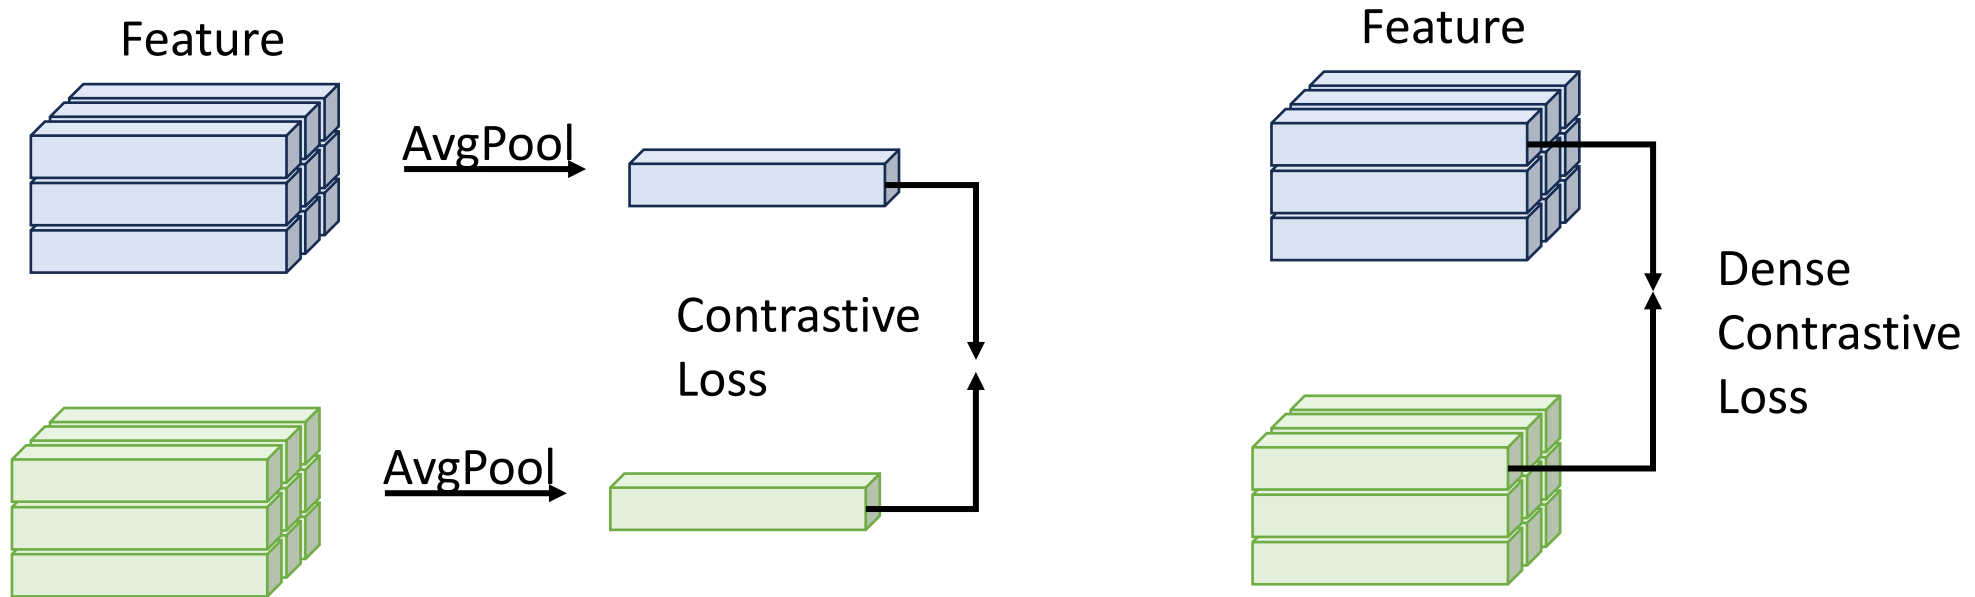 Feature
AvgPool
Contrastive
Loss
AvgPool
Feature
Dense
Contrastive
Loss